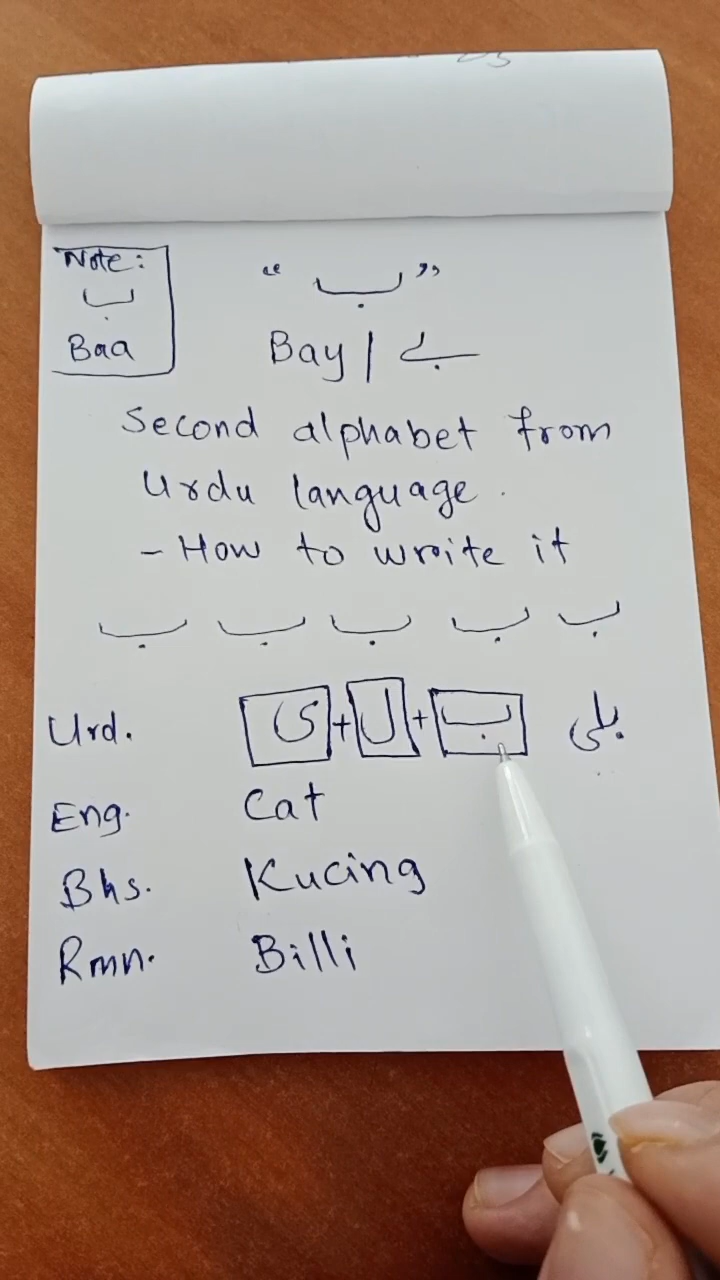 Note:
ب
Baa
“ ب ”
Bay / بے
Second alphabet from
Urdu language.
- How to write it
ب ب ب ب ب
Urd. ی + ل + ب بلی
Eng. Cat
Bhs. Kucing
Rmn. Billi